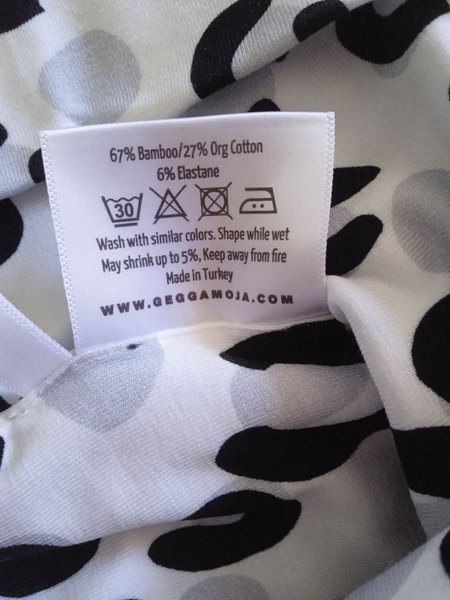 67% Bamboo/27% Org Cotton
6% Elastane
30
Wash with similar colors. Shape while wet
May shrink up to 5%, Keep away from fire
Made in Turkey
WWW.GEGGAMOJA.COM